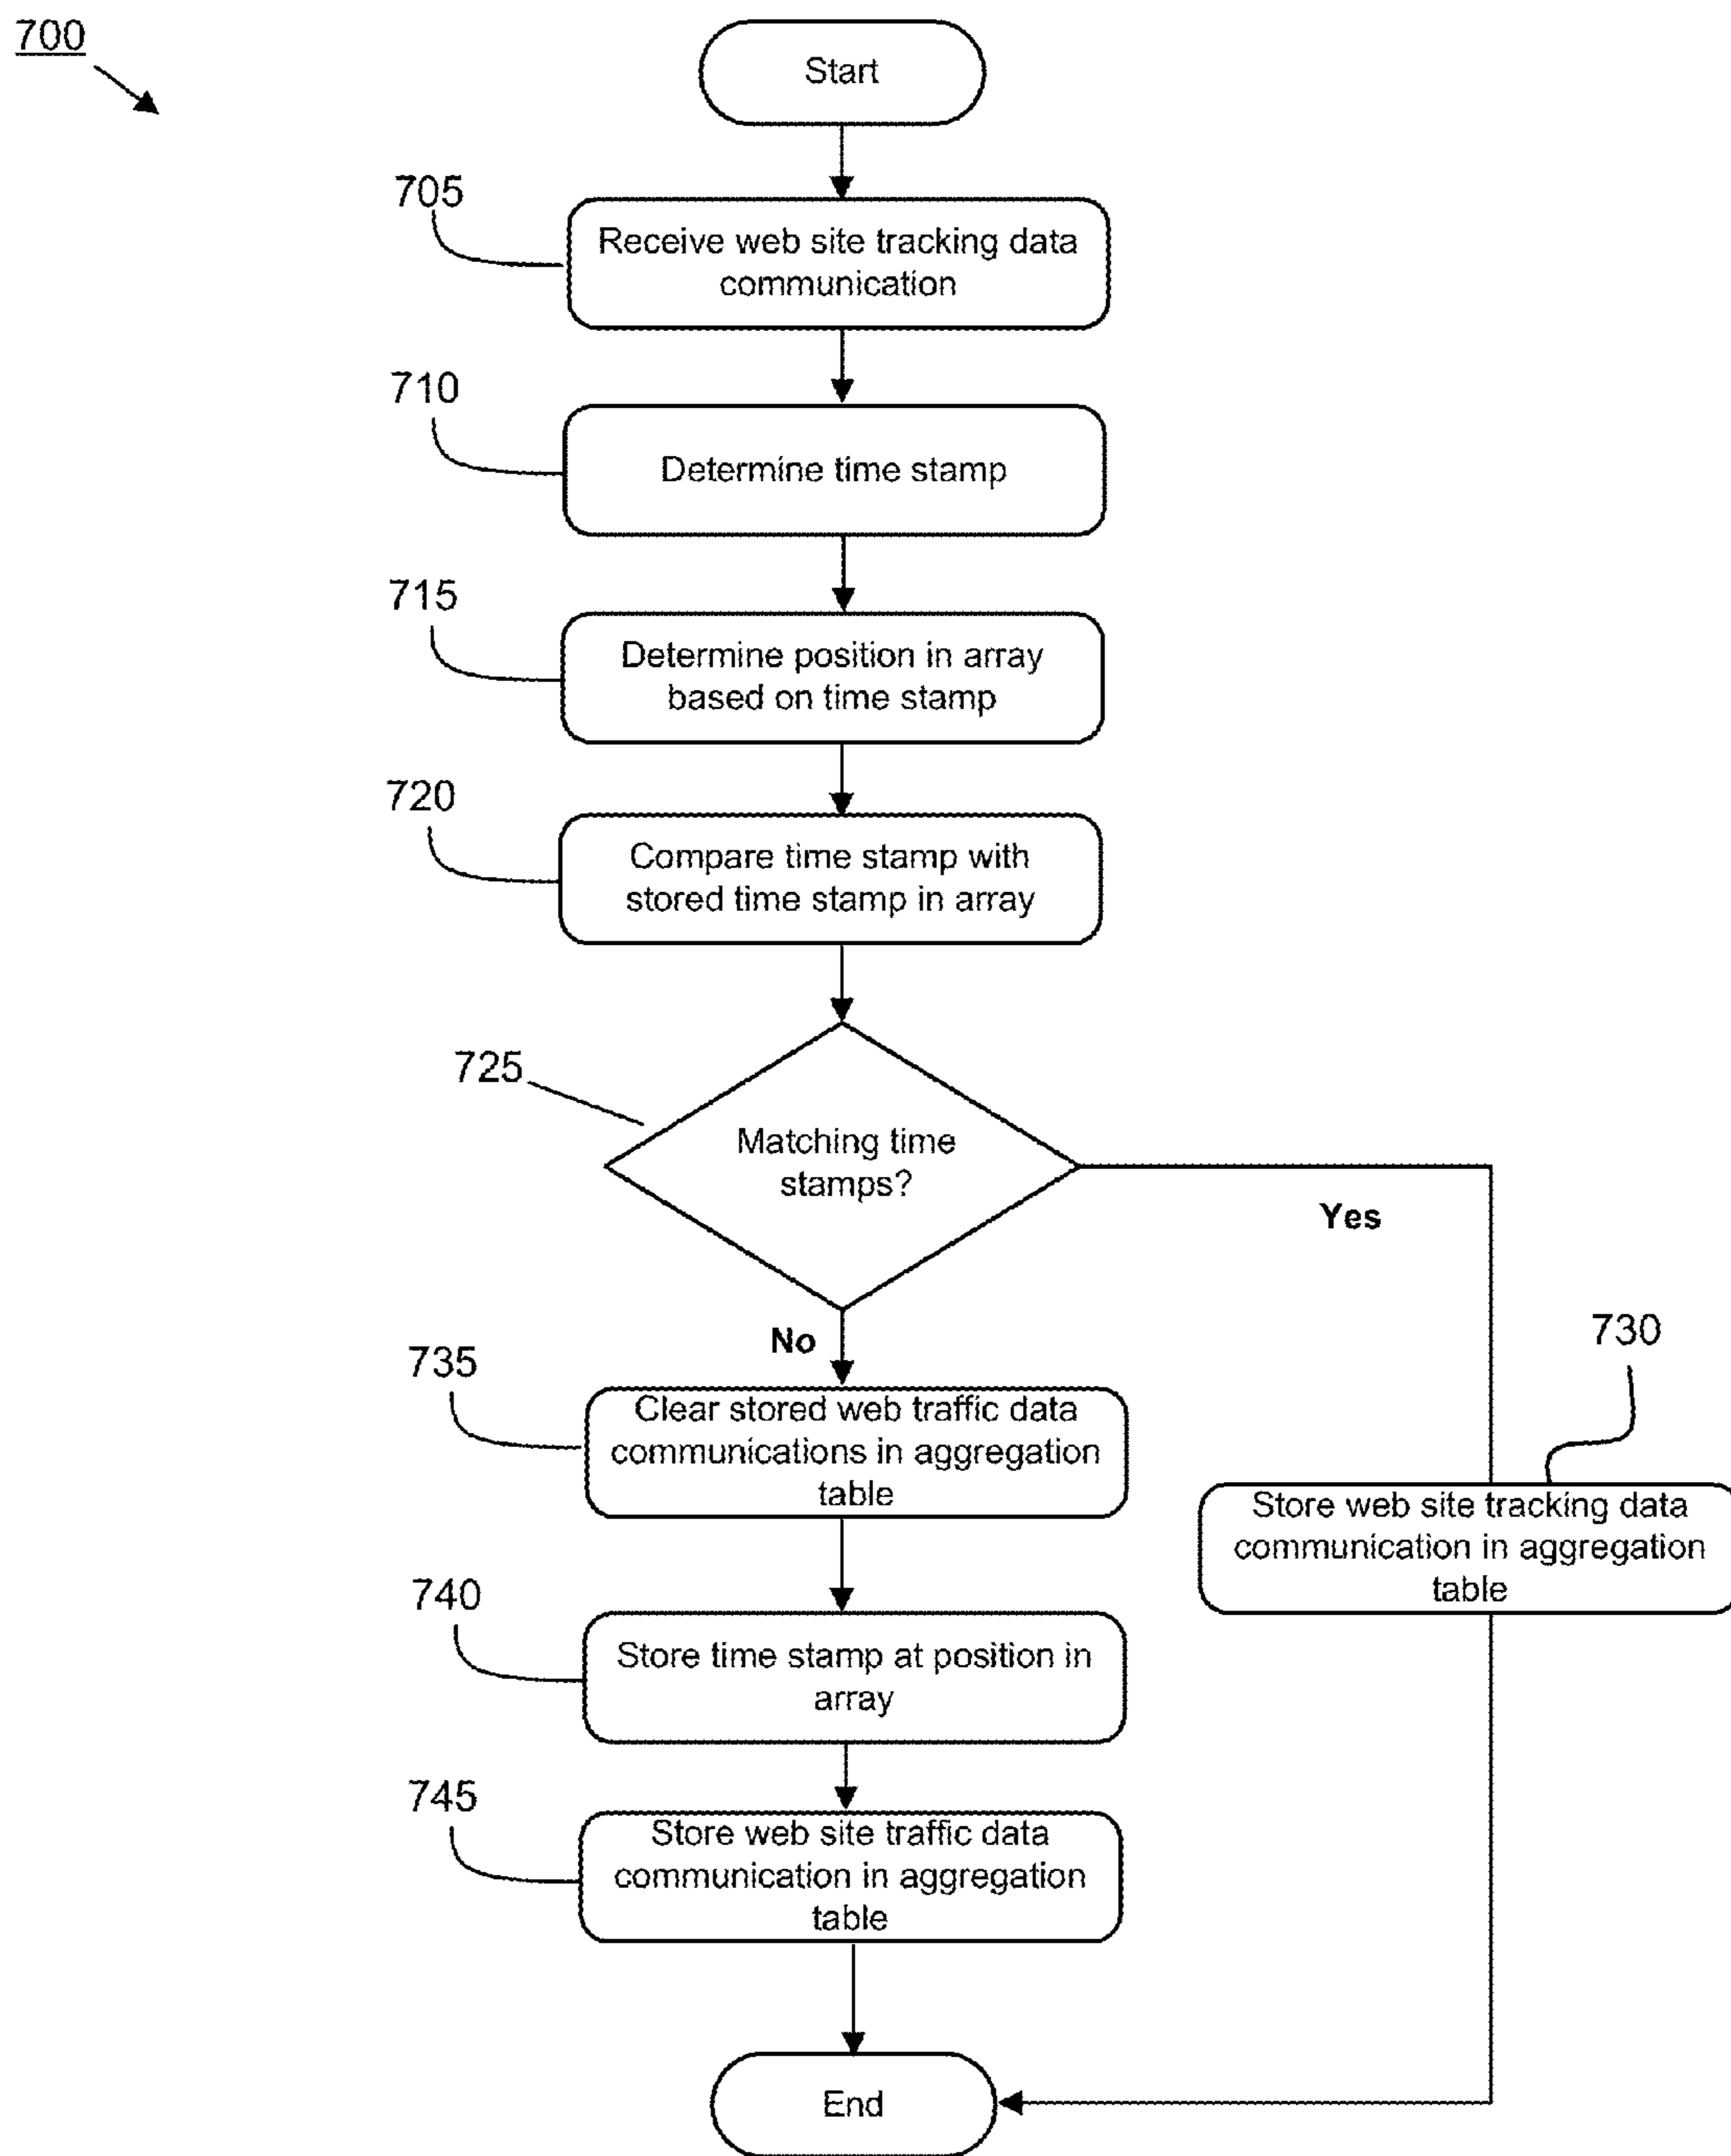 700
Start
705
Receive web site tracking data
communication
710
Determine time stamp
715
Determine position in array
based on time stamp
720
Compare time stamp with
stored time stamp in array
725
Matching time
stamps?
Yes
No
730
735
Clear stored web traffic data
communications in aggregation
table
Store web site tracking data
communication in aggregation
table
740
Store time stamp at position in
array
745
Store web site traffic data
communication in aggregation
table
End